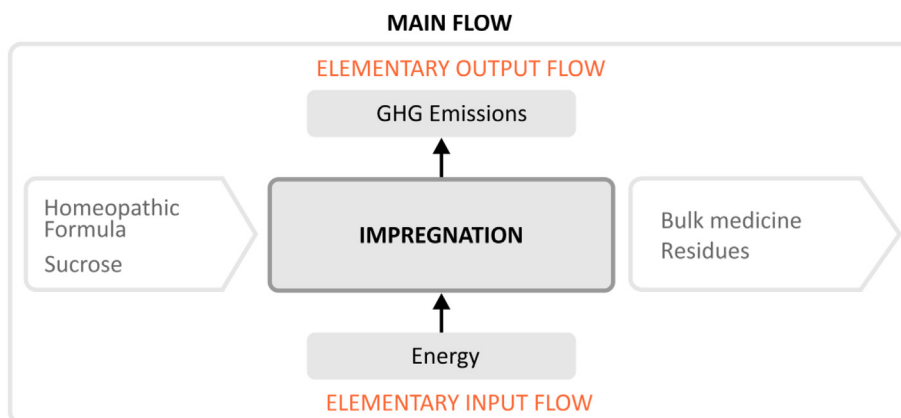 MAIN FLOW
ELEMENTARY OUTPUT FLOW
GHG Emissions
Homeopathic
Formula
Sucrose
IMPREGNATION
Bulk medicine
Residues
Energy
ELEMENTARY INPUT FLOW